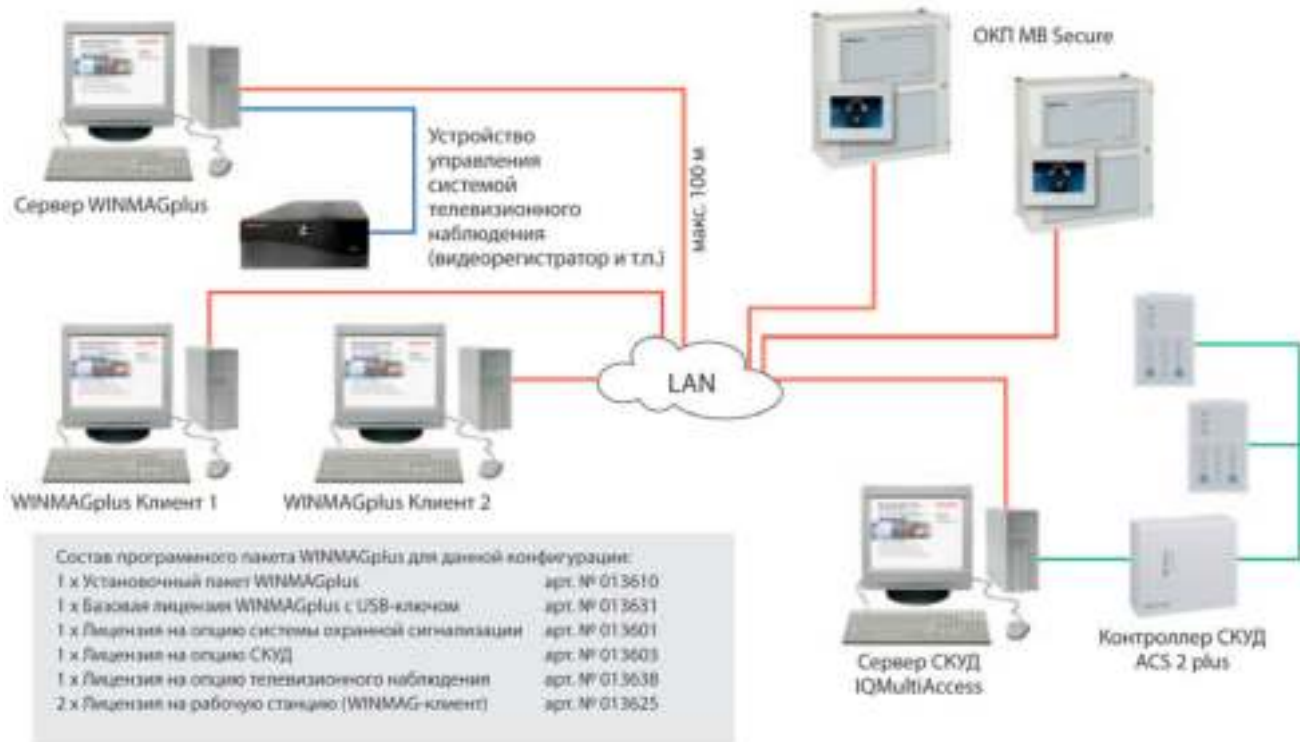 ОКП MB Secure
Устройство
управления
системой
телевизионного
наблюдения
(видеорегистратор и т.п.)
макс. 100 м
Сервер WINMAGplus
LAN
WINMAGplus Клиент 1
WINMAGplus Клиент 2
Состав програминого пакета WINMAGplus для данной конфигурации:
1 x Установочный пакет WINMAGplus арт. № 013610
1 x Базовая лицензия WINMAGplus с USB-ключом арт. № 013631
1 x Лицензия на опцию системы охранной сигнализации арт. № 013601
1 x Лицензия на опцию СКУД арт. № 013603
1 x Лицензия на опцию телевизионного наблюдения арт. № 013638
2 x Лицензия на рабочую станцию (WINMAG-клиент) арт. № 013625
Сервер СКУД
IQMultiAccess
Контроллер СКУД
ACS 2 plus